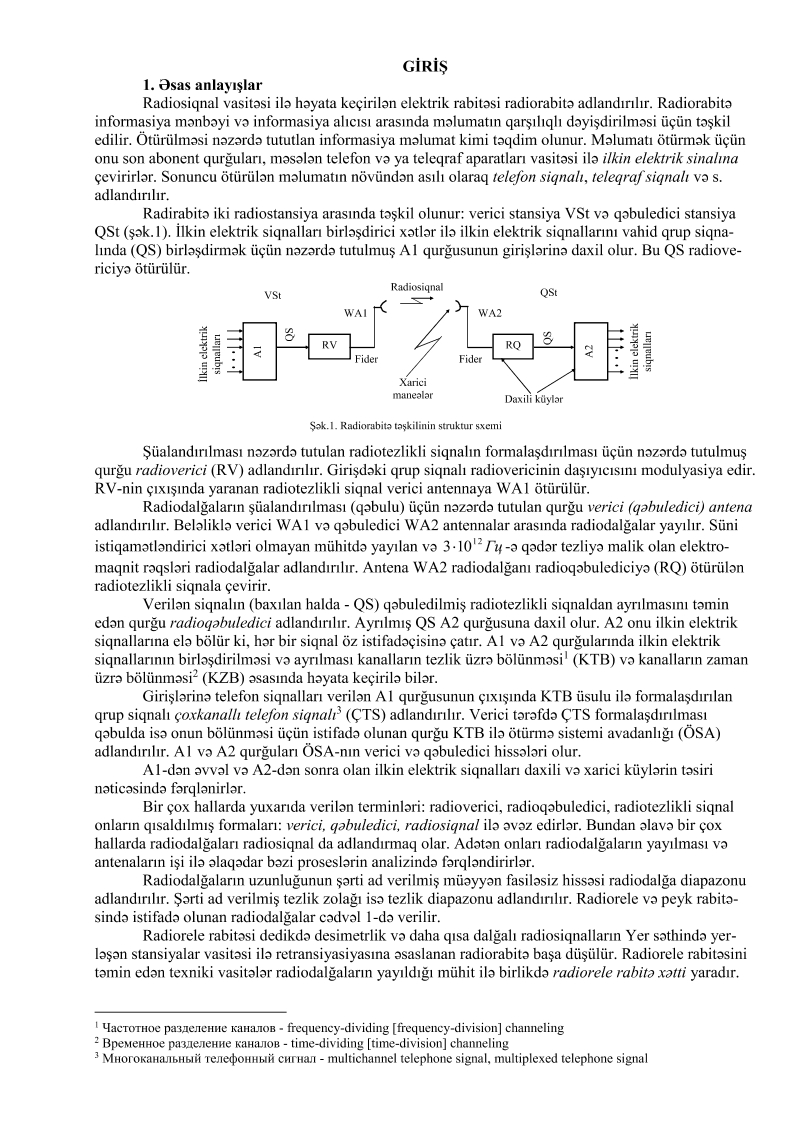 GİRİŞ
1. Əsas anlayışlar
Radiosiqnal vasitəsi ilə həyata keçirilən elektrik rabitəsi radiorabitə adlandırılır. Radiorabitə
informasiya mənbəyi və informasiya alıcısı arasında məlumatın qarşılıqlı dəyişdirilməsi üçün təşkil
edilir. Ötürülməsi nəzərdə tututlan informasiya məlumat kimi təqdim olunur. Məlumatı ötürmək üçün
onu son abonent qurğuları, məsələn telefon və ya teleqraf aparatları vasitəsi ilə ilkin elektrik sinalına
çevirirlər. Sonuncu ötürülən məlumatın növündən asılı olaraq telefon siqnalı, teleqraf siqnalı və s.
adlandırılır.
Radirabitə iki radiostansiya arasında təşkil olunur: verici stansiya VSt və qəbuledici stansiya
QSt (şək.1). İlkin elektrik siqnalları birləşdirici xətlər ilə ilkin elektrik siqnallarını vahid qrup siqna-
lında (QS) birləşdirmək üçün nəzərdə tutulmuş A1 qurğusunun girişlərinə daxil olur. Bu QS radiove-
riciyə ötürülür.
Radiosiqnal
VSt
QSt
WA1
WA2
İlkin elektrik
siqnalları
A1
QS
RV
Fider
Fider
RQ
QS
A2
İlkin elektrik
siqnalları
Xarici
maneələr
Daxili küylər
Şək.1. Radiorabitə təşkilinin struktur sxemi
Şüalandırılması nəzərdə tutulan radiotezlikli siqnalın formalaşdırılması üçün nəzərdə tutulmuş
qurğu radioverici (RV) adlandırılır. Girişdəki qrup siqnalı radiovericinin daşıyıcısını modulyasiya edir.
RV-nin çıxışında yaranan radiotezlikli siqnal verici antennaya WA1 ötürülür.
Radiodalğaların şüalandırılması (qəbulu) üçün nəzərdə tutulan qurğu verici (qəbuledici) antena
adlandırılır. Beləliklə verici WA1 və qəbuledici WA2 antennalar arasında radiodalğalar yayılır. Süni
istiqamətləndirici xətləri olmayan mühitdə yayılan və 3·10¹² Гц -ə qədər tezliyə malik olan elektro-
maqnit rəqsləri radiodalğalar adlandırılır. Antena WA2 radiodalğanı radioqəbulediciyə (RQ) ötürülən
radiotezlikli siqnala çevirir.
Verilən siqnalın (baxılan halda - QS) qəbuledilmiş radiotezlikli siqnaldan ayrılmasını təmin
edən qurğu radioqəbuledici adlandırılır. Ayrılmış QS A2 qurğusuna daxil olur. A2 onu ilkin elektrik
siqnallarına elə bölür ki, hər bir siqnal öz istifadəçisinə çatır. A1 və A2 qurğularında ilkin elektrik
siqnallarının birləşdirilməsi və ayrılması kanalların tezlik üzrə bölünməsi¹ (KTB) və kanalların zaman
üzrə bölünməsi² (KZB) əsasında həyata keçirilə bilər.
Girişlərinə telefon siqnalları verilən A1 qurğusunun çıxışında KTB üsulu ilə formalaşdırılan
qrup siqnalı çoxkanallı telefon siqnalı³ (ÇTS) adlandırılır. Verici tərəfdə ÇTS formalaşdırılması
qəbulda isə onun bölünməsi üçün istifadə olunan qurğu KTB ilə ötürmə sistemi avadanlığı (ÖSA)
adlandırılır. A1 və A2 qurğuları ÖSA-nın verici və qəbuledici hissələri olur.
A1-dən əvvəl və A2-dən sonra olan ilkin elektrik siqnalları daxili və xarici küylərin təsiri
nəticəsində fərqlənirlər.
Bir çox hallarda yuxarıda verilən terminləri: radioverici, radioqəbuledici, radiotezlikli siqnal
onların qısaldılmış formaları: verici, qəbuledici, radiosiqnal ilə əvəz edirlər. Bundan əlavə bir çox
hallarda radiodalğaları radiosiqnal da adlandırmaq olar. Adətən onları radiodalğaların yayılması və
antenaların işi ilə əlaqədar bəzi proseslərin analizində fərqləndirirlər.
Radiodalğaların uzunluğunun şərti ad verilmiş müəyyən fasiləsiz hissəsi radiodalğa diapazonu
adlandırılır. Şərti ad verilmiş tezlik zolağı isə tezlik diapazonu adlandırılır. Radiorele və peyk rabitə-
sində istifadə olunan radiodalğalar cədvəl 1-də verilir.
Radiorele rabitəsi dedikdə desimetrlik və daha qısa dalğalı radiosiqnalların Yer səthində yer-
ləşən stansiyalar vasitəsi ilə retransiyasiyasına əsaslanan radiorabitə başa düşülür. Radiorele rabitəsini
təmin edən texniki vasitələr radiodalğaların yayıldığı mühit ilə birlikdə radiorele rabitə xətti yaradır.
¹ Частотное разделение каналов - frequency-dividing [frequency-division] channeling
² Временное разделение каналов - time-dividing [time-division] channeling
³ Многоканальный телефонный сигнал - multichannel telephone signal, multiplexed telephone signal